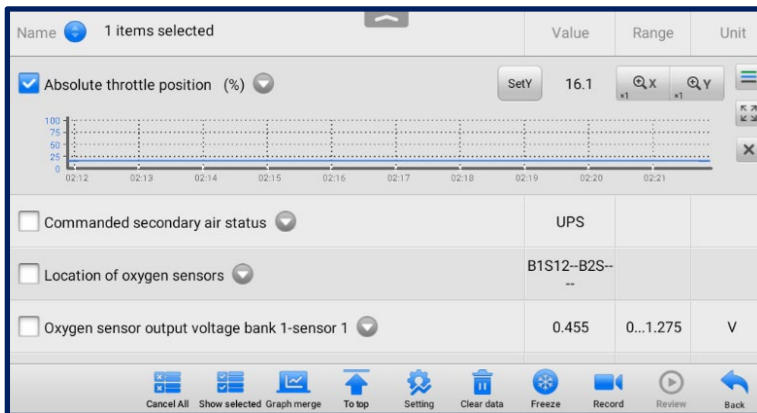 Name 1 items selected Value Range Unit
Absolute throttle position (%) SetY 16.1 X Y
×1 ×1
100
75
50
25
0
02:12 02:13 02:14 02:15 02:16 02:17 02:18 02:19 02:20 02:21
Commanded secondary air status UPS
Location of oxygen sensors B1S12--B2S--
--
Oxygen sensor output voltage bank 1-sensor 1 0.455 0...1.275 V
Cancel All Show selected Graph merge To top Setting Clear data Freeze Record Review Back